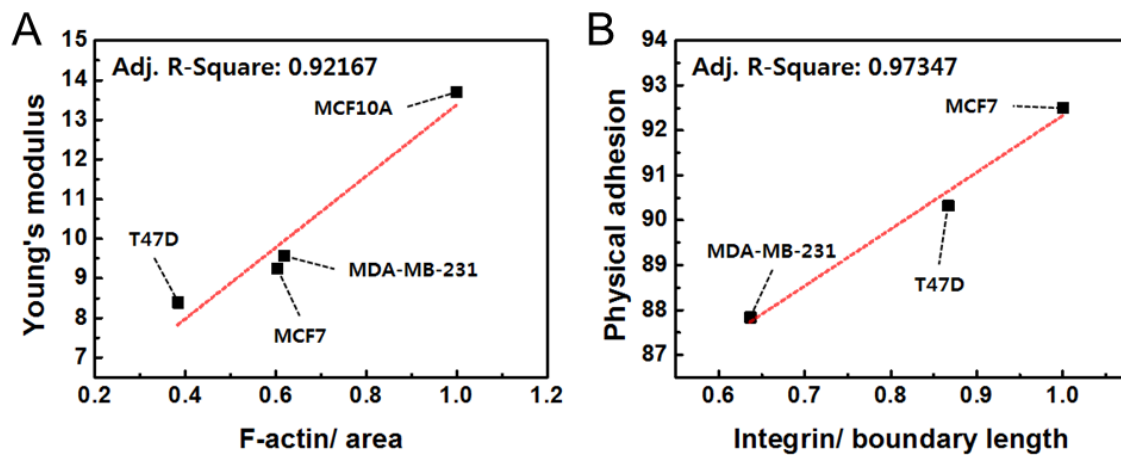 A
Adj. R-Square: 0.92167
MCF10A
T47D
MDA-MB-231
MCF7
Young's modulus
15
14
13
12
11
10
9
8
7
0.2 0.4 0.6 0.8 1.0 1.2
F-actin/ area
B
Adj. R-Square: 0.97347
MCF7
MDA-MB-231
T47D
Physical adhesion
94
93
92
91
90
89
88
87
0.6 0.7 0.8 0.9 1.0
Integrin/ boundary length